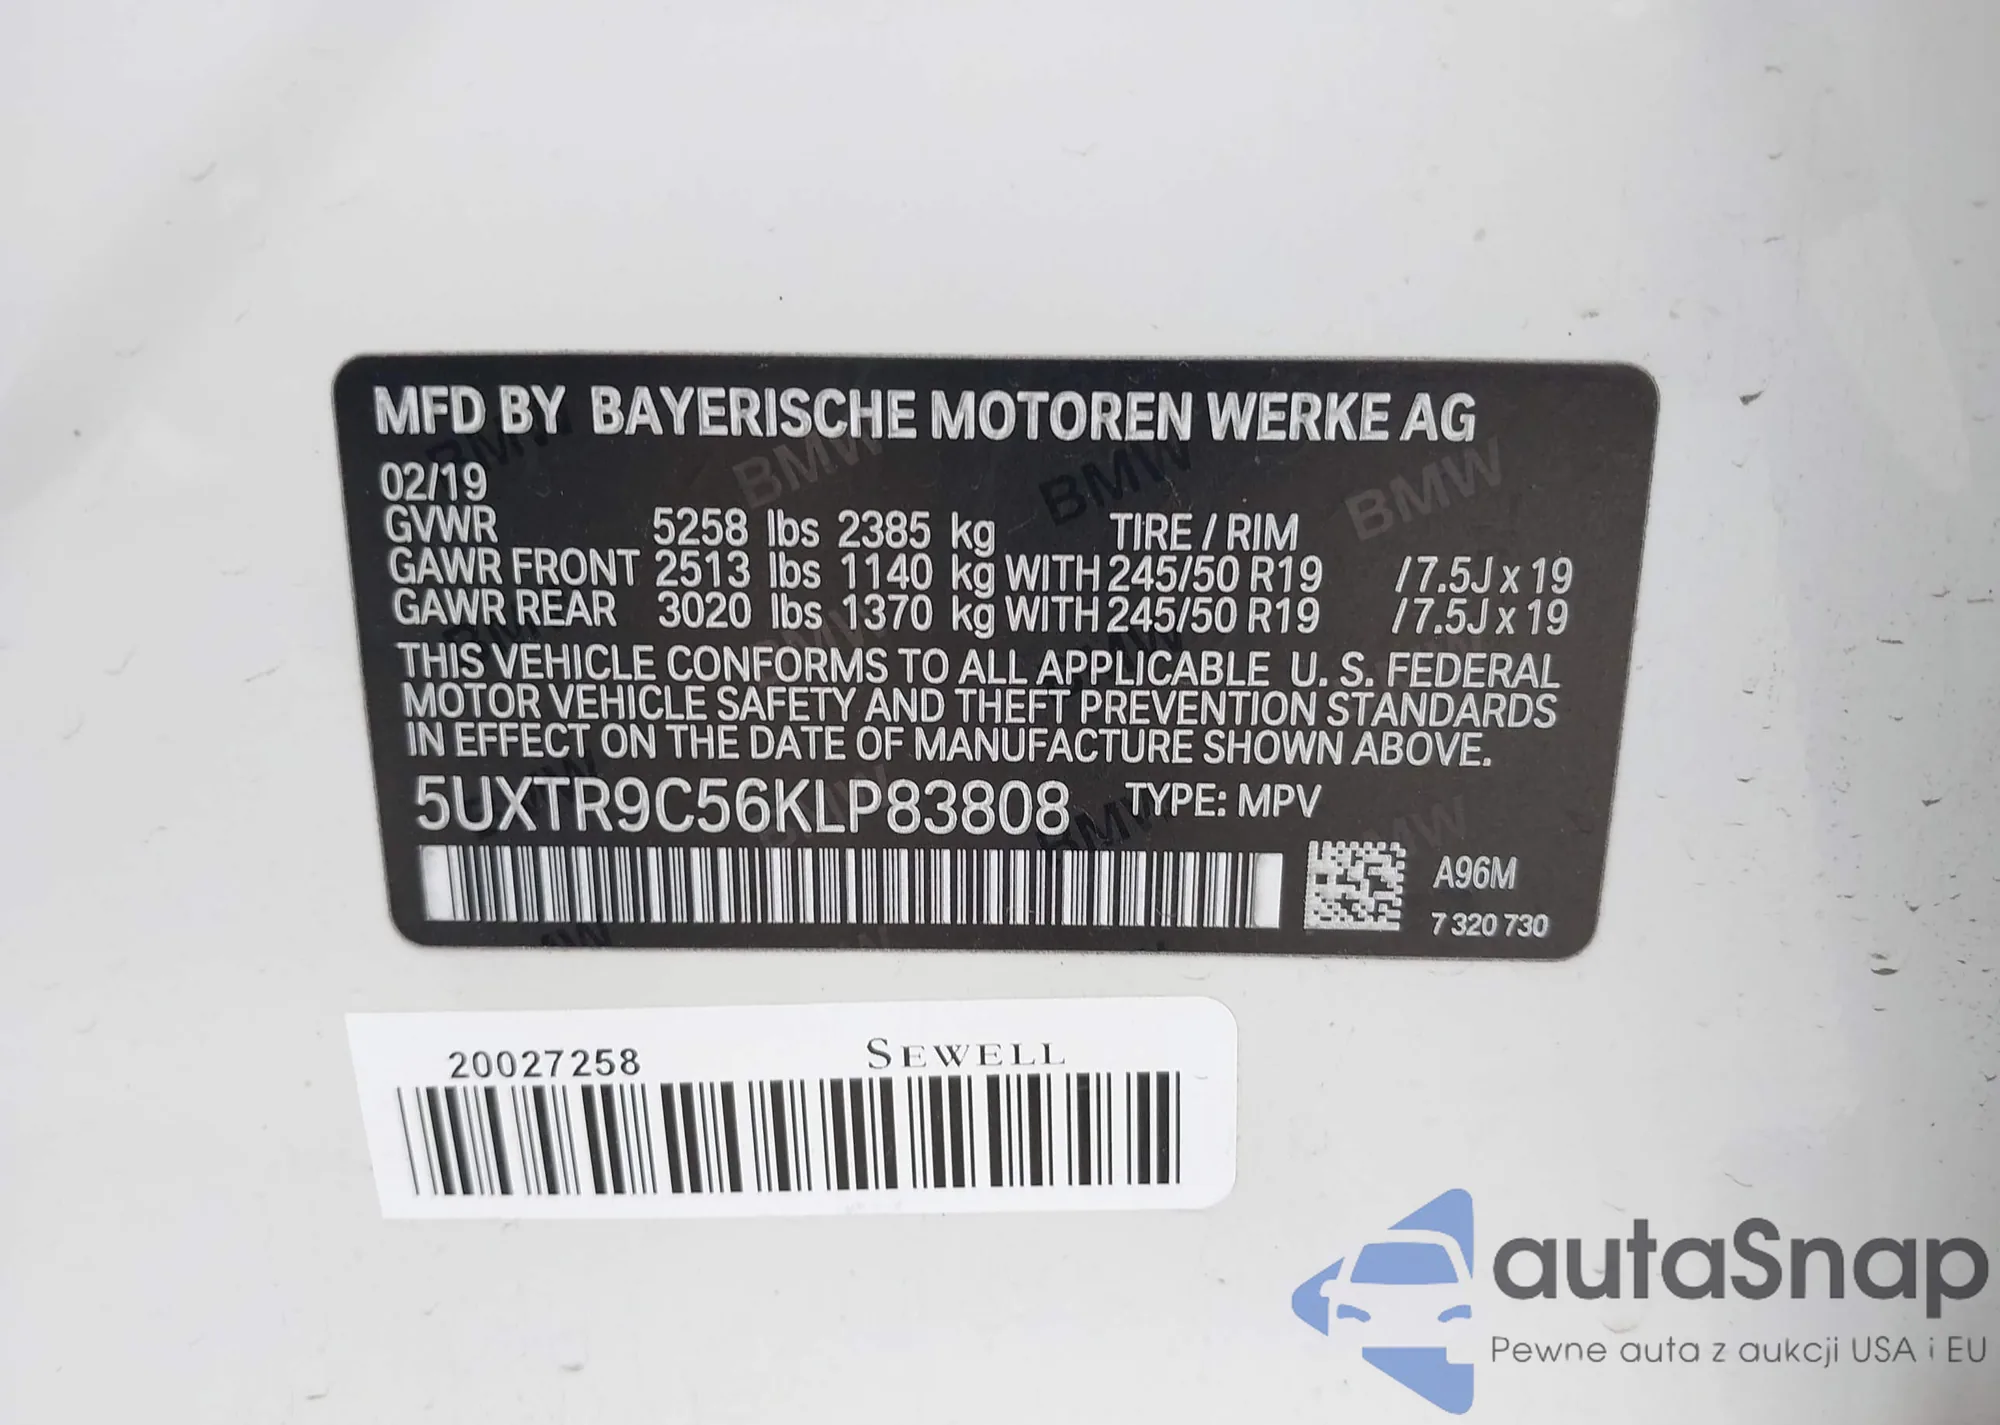 MFD BY BAYERISCHE MOTOREN WERKE AG
02/19
GVWR 5258 lbs 2385 kg TIRE / RIM
GAWR FRONT 2513 lbs 1140 kg WITH 245/50 R19 /7.5J x 19
GAWR REAR 3020 lbs 1370 kg WITH 245/50 R19 /7.5J x 19
THIS VEHICLE CONFORMS TO ALL APPLICABLE U. S. FEDERAL
MOTOR VEHICLE SAFETY AND THEFT PREVENTION STANDARDS
IN EFFECT ON THE DATE OF MANUFACTURE SHOWN ABOVE.
5UXTR9C56KLP83808 TYPE: MPV
A96M
7 320 730
20027258 SEWELL
autaSnap
Pewne auta z aukcji USA i EU